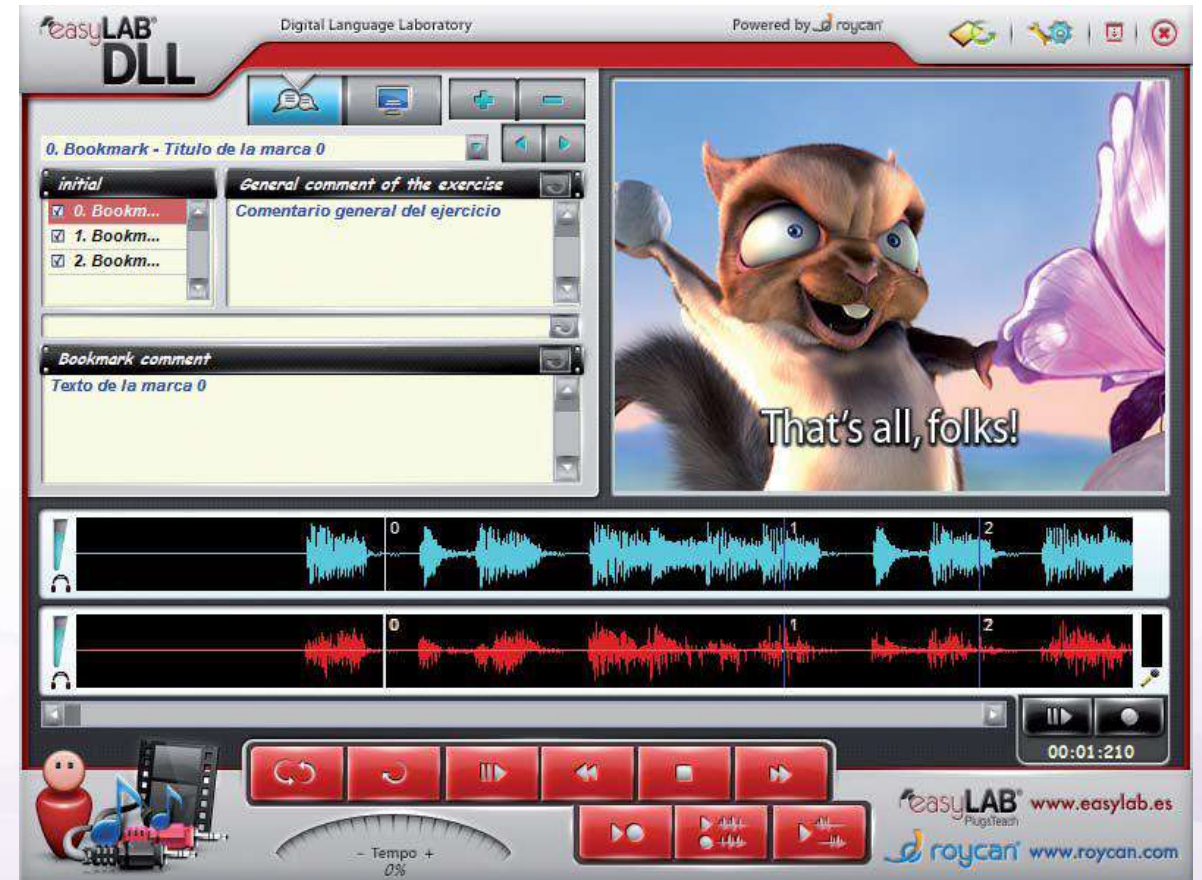 easyLAB®
DLL
Digital Language Laboratory
Powered by roycan
0. Bookmark - Titulo de la marca 0
initial
General comment of the exercise
0. Bookm...
1. Bookm...
2. Bookm...
Comentario general del ejercicio
Bookmark comment
Texto de la marca 0
That's all, folks!
0 1 2
0 1 2
00:01:210
- Tempo +
0%
easyLAB® www.easylab.es
PlugsTeach
roycan www.roycan.com